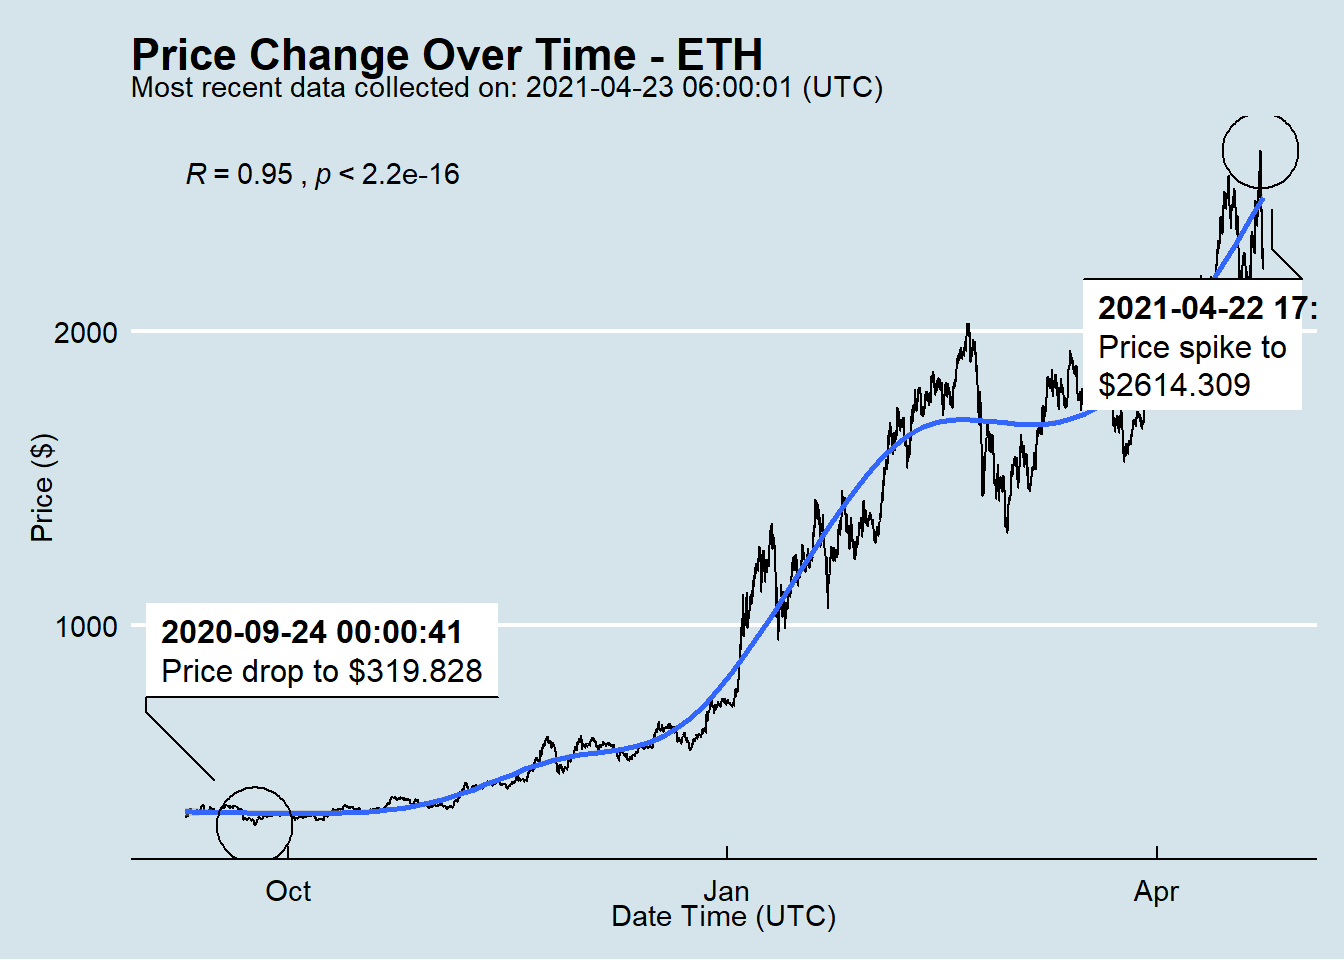 Price Change Over Time - ETH
Most recent data collected on: 2021-04-23 06:00:01 (UTC)
R = 0.95 , p < 2.2e-16
2021-04-22 17:
Price spike to
$2614.309
2000
Price ($)
1000
2020-09-24 00:00:41
Price drop to $319.828
Oct
Jan
Apr
Date Time (UTC)